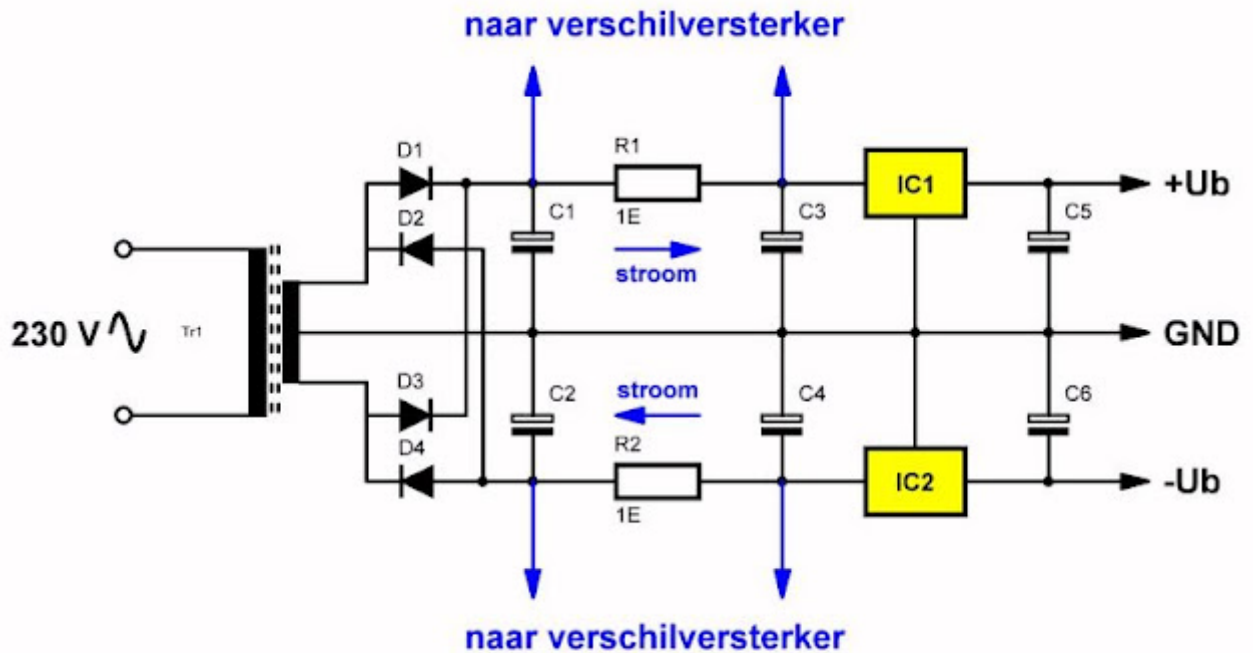 naar verschilversterker
D1
R1
IC1
+Ub
D2
C1
1E
C3
C5
stroom
230 V
Tr1
GND
D3
stroom
C2
C4
C6
D4
R2
IC2
-Ub
1E
naar verschilversterker